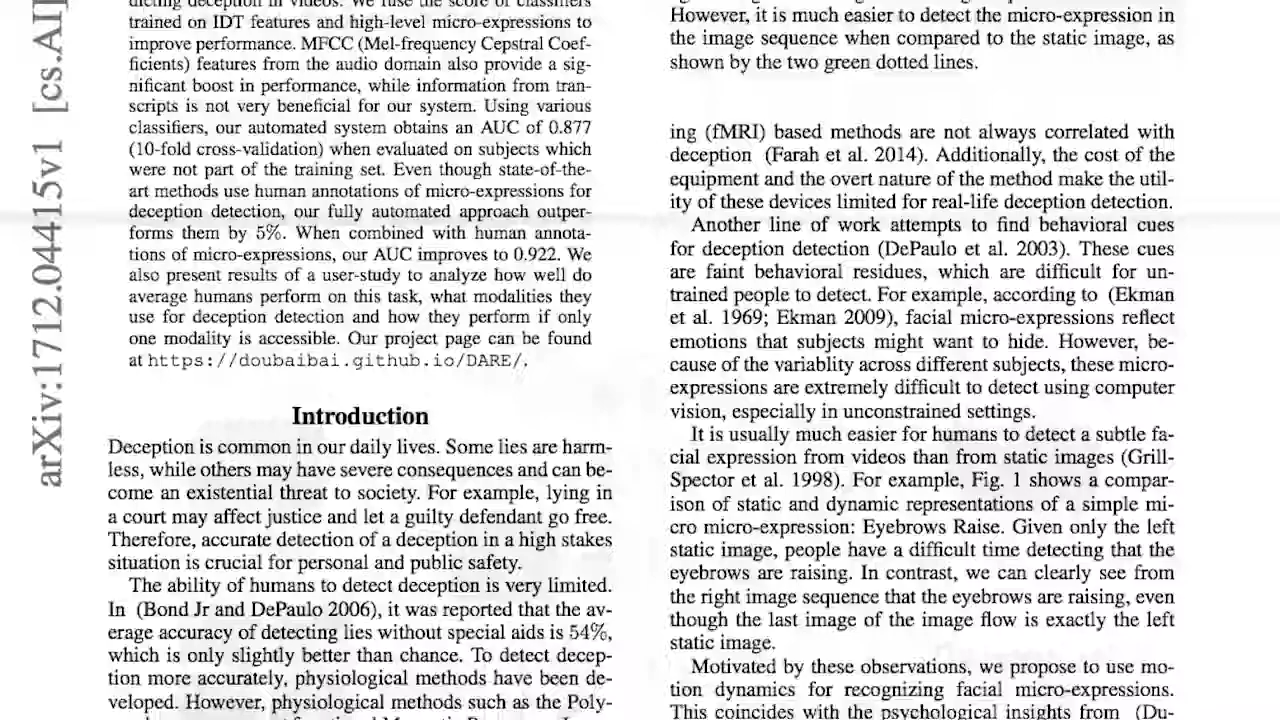 arXiv:1712.04415v1 [cs.AI]
dicting deception in videos. We fuse the score of classifiers
trained on IDT features and high-level micro-expressions to
improve performance. MFCC (Mel-frequency Cepstral Coef-
ficients) features from the audio domain also provide a sig-
nificant boost in performance, while information from tran-
scripts is not very beneficial for our system. Using various
classifiers, our automated system obtains an AUC of 0.877
(10-fold cross-validation) when evaluated on subjects which
were not part of the training set. Even though state-of-the-
art methods use human annotations of micro-expressions for
deception detection, our fully automated approach outper-
forms them by 5%. When combined with human annota-
tions of micro-expressions, our AUC improves to 0.922. We
also present results of a user-study to analyze how well do
average humans perform on this task, what modalities they
use for deception detection and how they perform if only
one modality is accessible. Our project page can be found
at https://doubaibai.github.io/DARE/.
Introduction
Deception is common in our daily lives. Some lies are harm-
less, while others may have severe consequences and can be-
come an existential threat to society. For example, lying in
a court may affect justice and let a guilty defendant go free.
Therefore, accurate detection of a deception in a high stakes
situation is crucial for personal and public safety.
The ability of humans to detect deception is very limited.
In (Bond Jr and DePaulo 2006), it was reported that the av-
erage accuracy of detecting lies without special aids is 54%,
which is only slightly better than chance. To detect decep-
tion more accurately, physiological methods have been de-
veloped. However, physiological methods such as the Poly-
However, it is much easier to detect the micro-expression in
the image sequence when compared to the static image, as
shown by the two green dotted lines.
ing (fMRI) based methods are not always correlated with
deception (Farah et al. 2014). Additionally, the cost of the
equipment and the overt nature of the method make the util-
ity of these devices limited for real-life deception detection.
Another line of work attempts to find behavioral cues
for deception detection (DePaulo et al. 2003). These cues
are faint behavioral residues, which are difficult for un-
trained people to detect. For example, according to (Ekman
et al. 1969; Ekman 2009), facial micro-expressions reflect
emotions that subjects might want to hide. However, be-
cause of the variablity across different subjects, these micro-
expressions are extremely difficult to detect using computer
vision, especially in unconstrained settings.
It is usually much easier for humans to detect a subtle fa-
cial expression from videos than from static images (Grill-
Spector et al. 1998). For example, Fig. 1 shows a compar-
ison of static and dynamic representations of a simple mi-
cro micro-expression: Eyebrows Raise. Given only the left
static image, people have a difficult time detecting that the
eyebrows are raising. In contrast, we can clearly see from
the right image sequence that the eyebrows are raising, even
though the last image of the image flow is exactly the left
static image.
Motivated by these observations, we propose to use mo-
tion dynamics for recognizing facial micro-expressions.
This coincides with the psychological insights from (Du-